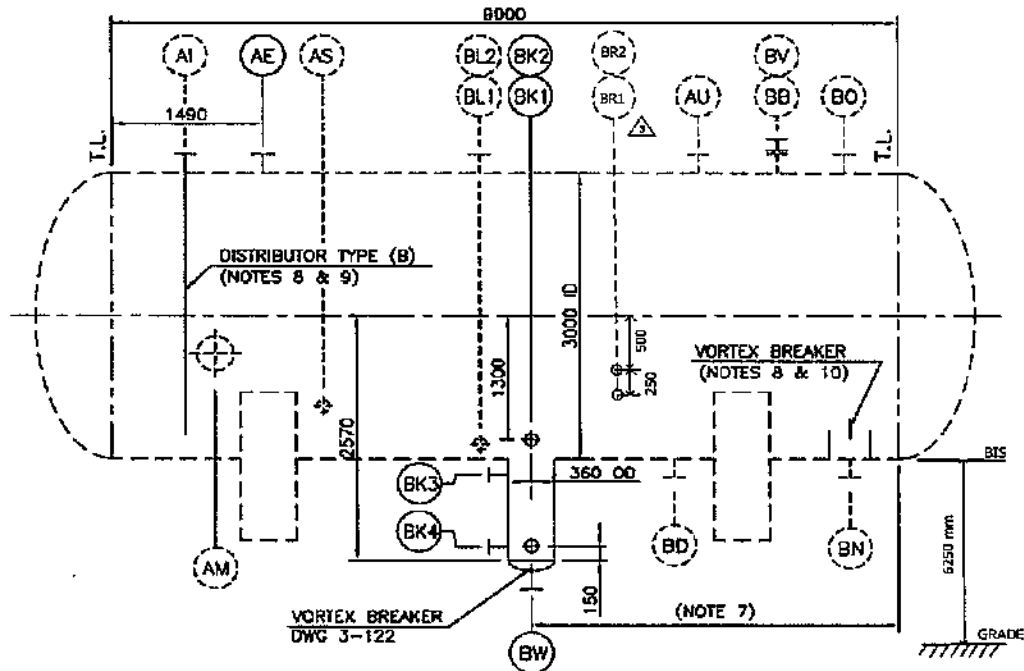 8000
AI
AE
AS
BL2
BK2
BR2
BV
BL1
BK1
BR1
AU
BB
BO
3
1490
T.L.
T.L.
DISTRIBUTOR TYPE (B)
(NOTES 8 & 9)
3000 ID
500
VORTEX BREAKER
(NOTES 8 & 10)
1300
250
2570
BTS
BK3
360 OD
BK4
BD
BN
AM
6250 mm
150
(NOTE 7)
VORTEX BREAKER
DWG 3-122
GRADE
BW